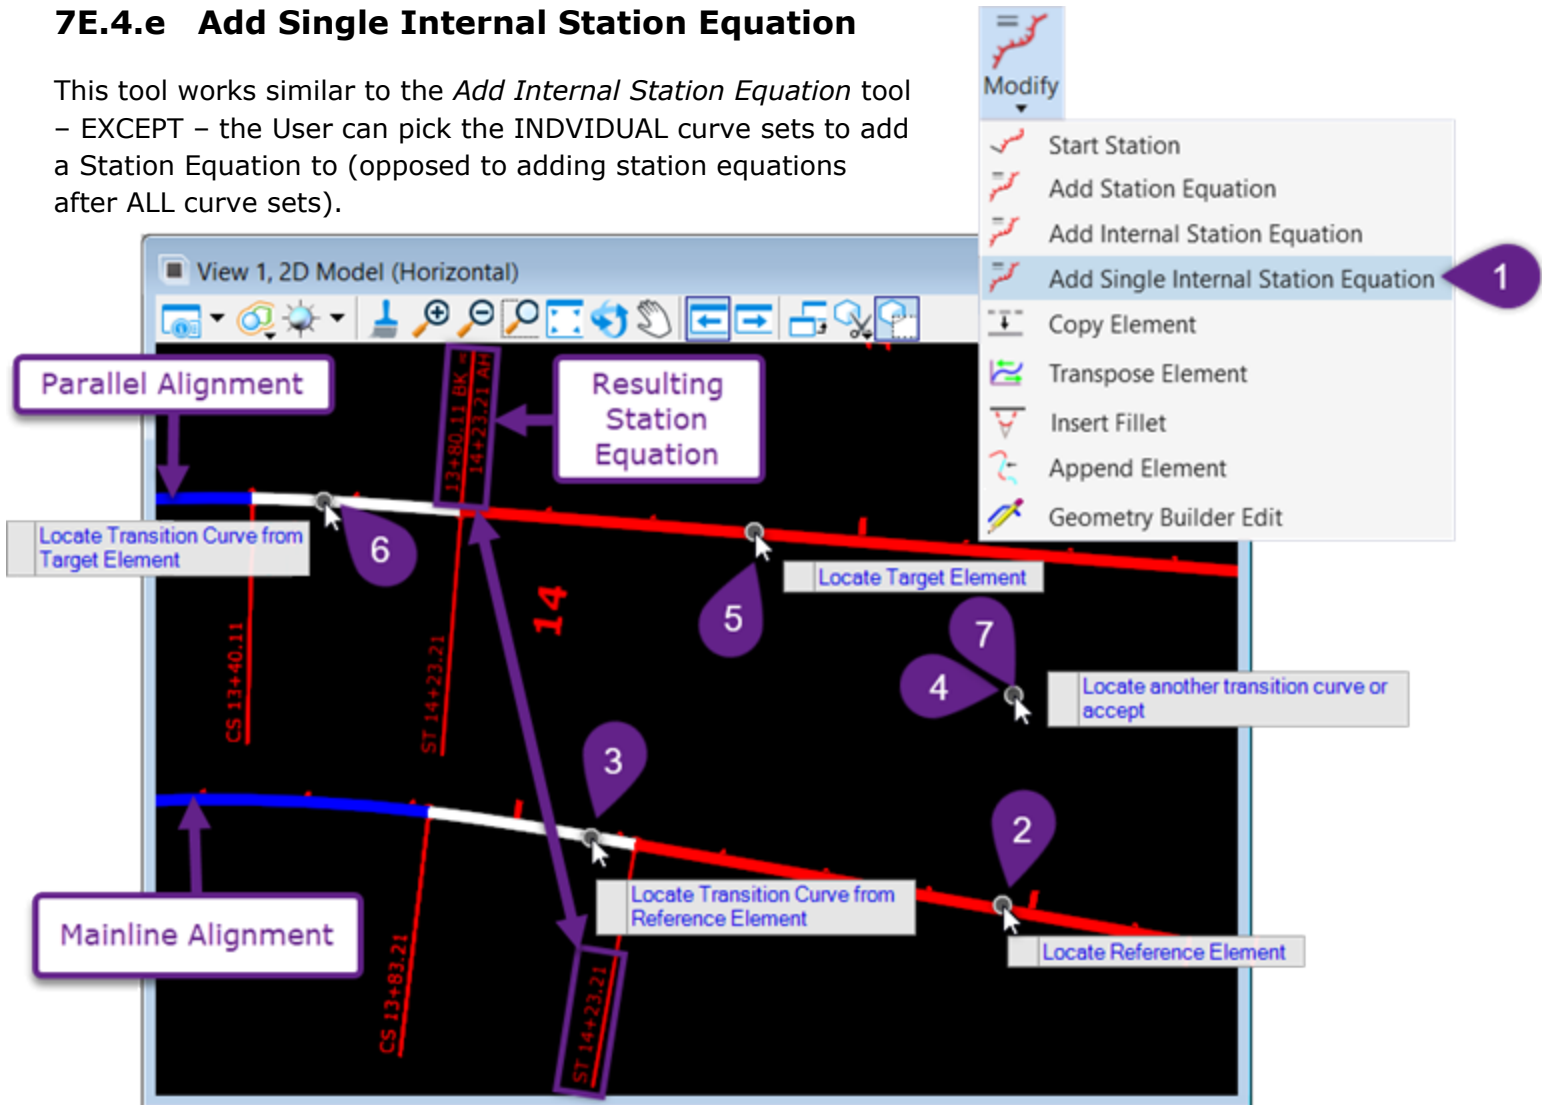 7E.4.e Add Single Internal Station Equation
This tool works similar to the Add Internal Station Equation tool
– EXCEPT – the User can pick the INDVIDUAL curve sets to add
a Station Equation to (opposed to adding station equations
after ALL curve sets).
Modify
Start Station
Add Station Equation
Add Internal Station Equation
Add Single Internal Station Equation
1
Copy Element
Transpose Element
Insert Fillet
Append Element
Geometry Builder Edit
View 1, 2D Model (Horizontal)
Parallel Alignment
13+80.11 BK =
14+23.21 AH
Resulting
Station
Equation
Locate Transition Curve from
Target Element
6
5
Locate Target Element
14
7
4
Locate another transition curve or
accept
CS 13+40.11
ST 14+23.21
3
2
Locate Transition Curve from
Reference Element
Mainline Alignment
Locate Reference Element
CS 13+83.21
ST 14+23.21